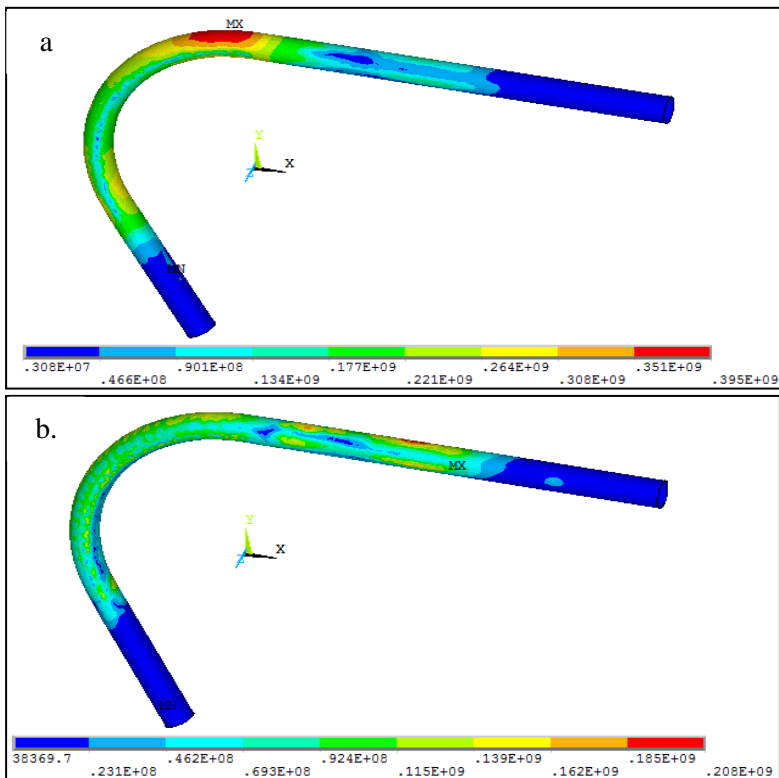 a
MX
Y
Z X
MN
.308E+07 .901E+08 .177E+09 .264E+09 .351E+09
.466E+08 .134E+09 .221E+09 .308E+09 .395E+09
b.
MX
Y
Z X
MN
38369.7 .462E+08 .924E+08 .139E+09 .185E+09
.231E+08 .693E+08 .115E+09 .162E+09 .208E+09